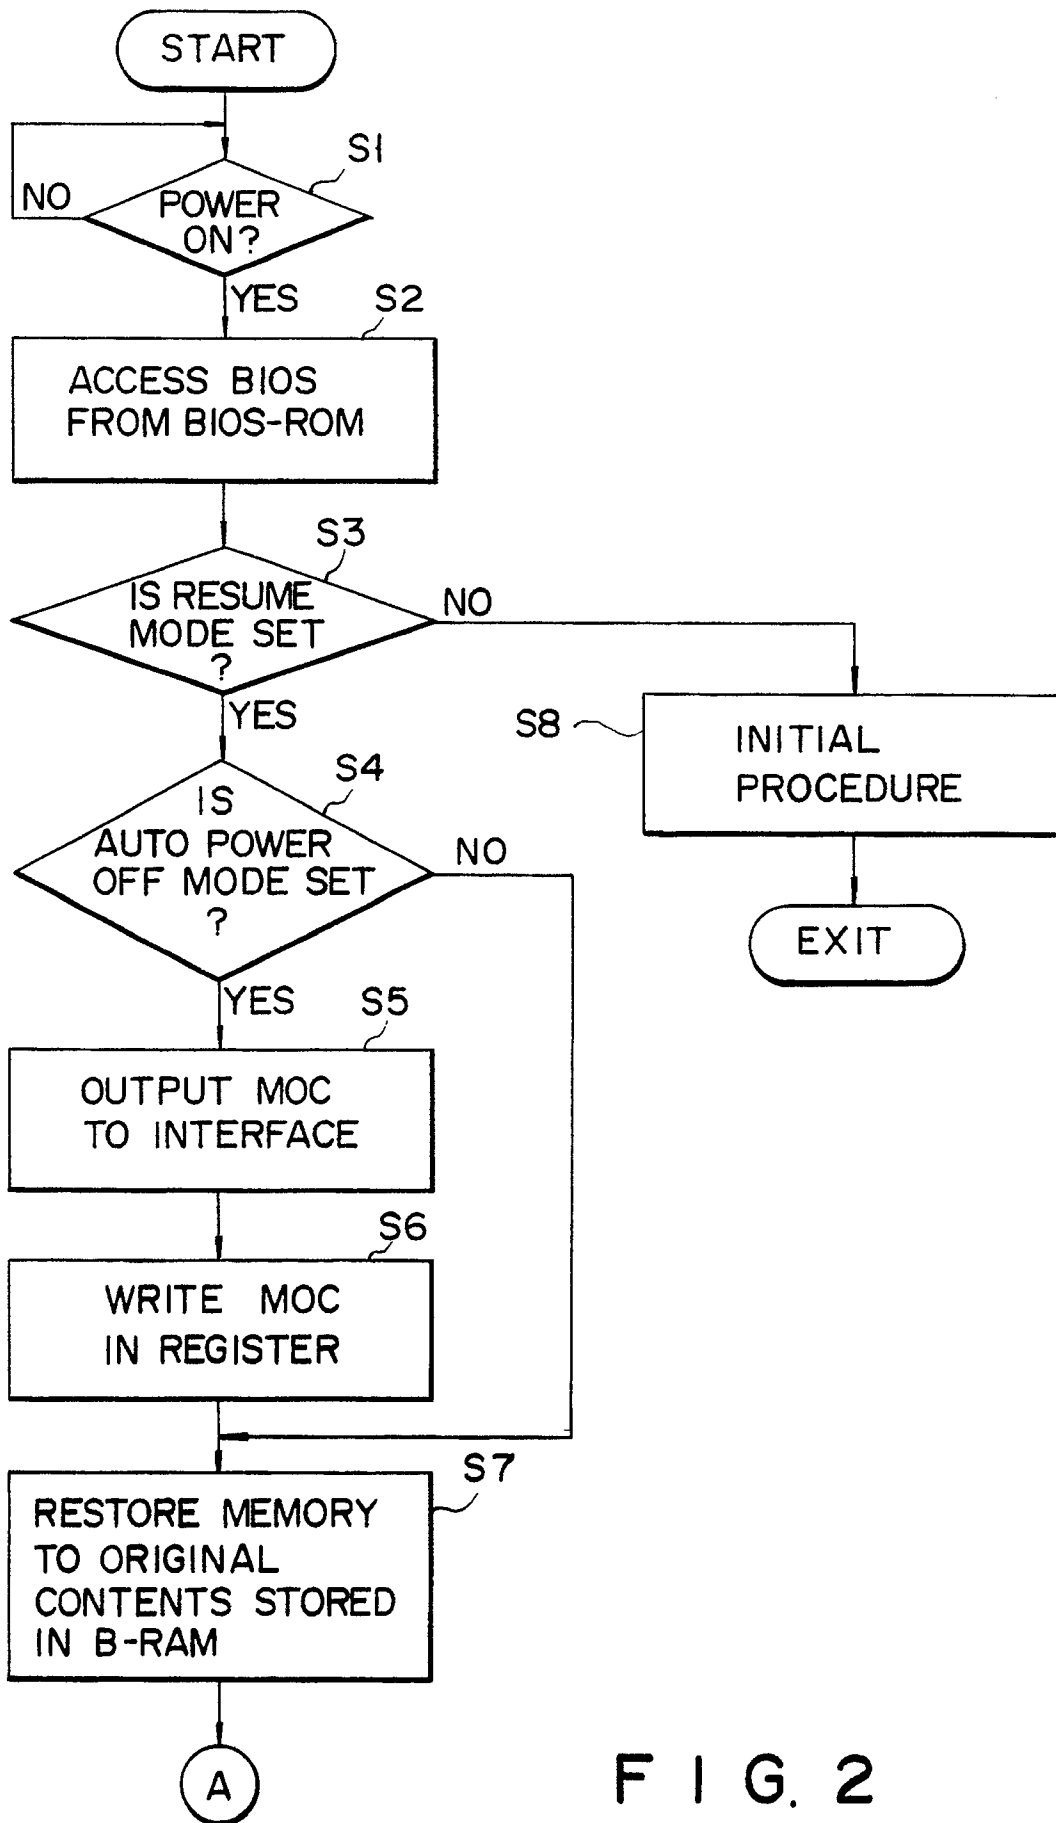 START
S1
NO
POWER
ON?
YES
S2
ACCESS BIOS
FROM BIOS-ROM
S3
IS RESUME
MODE SET
?
NO
YES
S8
INITIAL
PROCEDURE
S4
IS
AUTO POWER
OFF MODE SET
?
NO
EXIT
YES
S5
OUTPUT MOC
TO INTERFACE
S6
WRITE MOC
IN REGISTER
S7
RESTORE MEMORY
TO ORIGINAL
CONTENTS STORED
IN B-RAM
A
FIG. 2